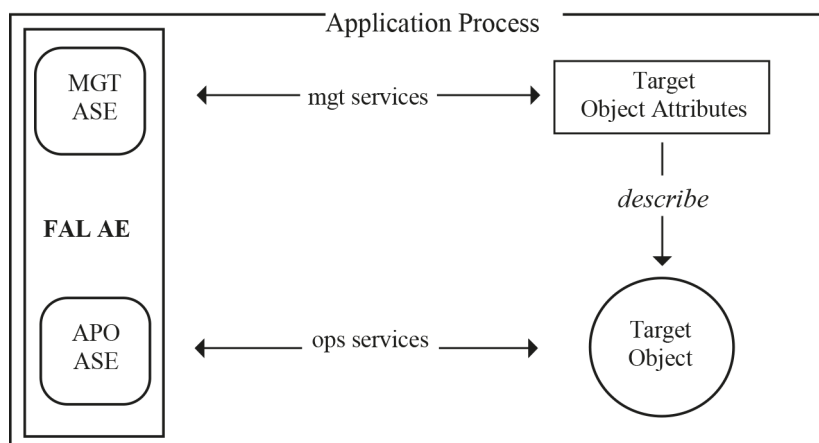 Application Process
MGT
ASE
mgt services
Target
Object Attributes
FAL AE
describe
APO
ASE
ops services
Target
Object